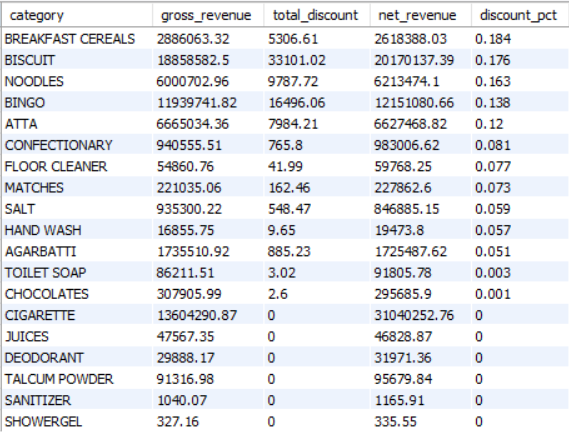 category gross_revenue total_discount net_revenue discount_pct
BREAKFAST CEREALS 2886063.32 5306.61 2618388.03 0.184
BISCUIT 18858582.5 33101.02 20170137.39 0.176
NOODLES 6000702.96 9787.72 6213474.1 0.163
BINGO 11939741.82 16496.06 12151080.66 0.138
ATTA 6665034.36 7984.21 6627468.82 0.12
CONFECTIONARY 940555.51 765.8 983006.62 0.081
FLOOR CLEANER 54860.76 41.99 59768.25 0.077
MATCHES 221035.06 162.46 227862.6 0.073
SALT 935300.22 548.47 846885.15 0.059
HAND WASH 16855.75 9.65 19473.8 0.057
AGARBATTI 1735510.92 885.23 1725487.62 0.051
TOILET SOAP 86211.51 3.02 91805.78 0.003
CHOCOLATES 307905.99 2.6 295685.9 0.001
CIGARETTE 13604290.87 0 31040252.76 0
JUICES 47567.35 0 46828.87 0
DEODORANT 29888.17 0 31971.36 0
TALCUM POWDER 91316.98 0 95679.84 0
SANITIZER 1040.07 0 1165.91 0
SHOWERGEL 327.16 0 335.55 0